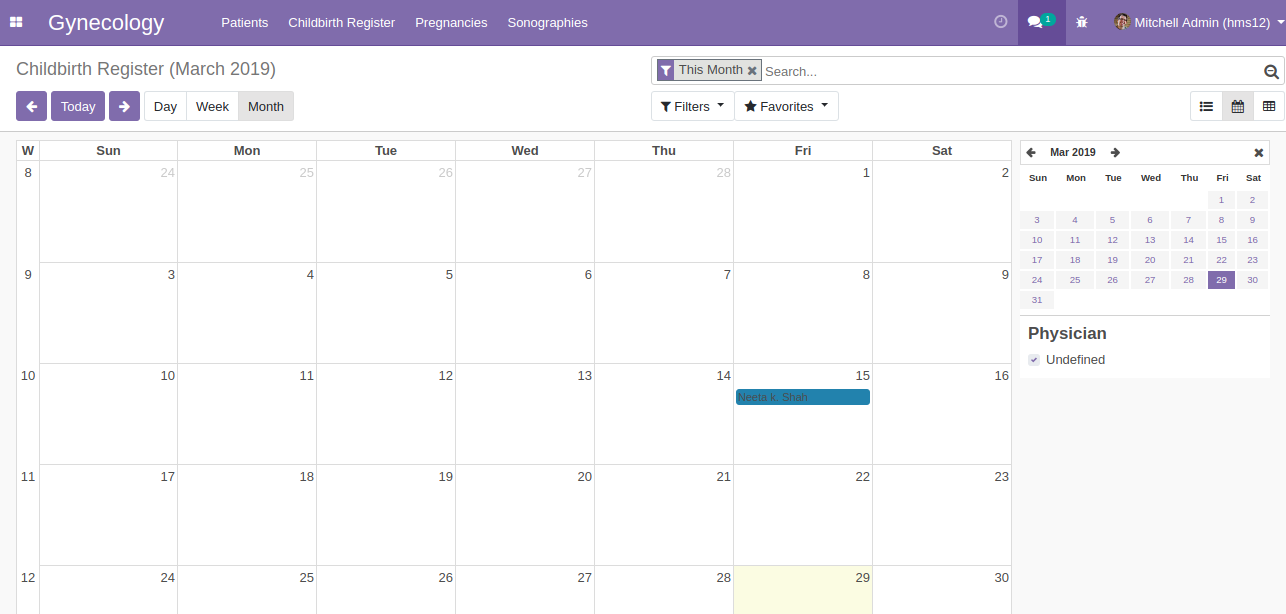 Gynecology Patients Childbirth Register Pregnancies Sonographies 1 Mitchell Admin (hms12)
Childbirth Register (March 2019)
This Month Search...
Today Day Week Month Filters Favorites
W Sun Mon Tue Wed Thu Fri Sat
8 24 25 26 27 28 1 2
9 3 4 5 6 7 8 9
10 10 11 12 13 14 15 16
Neeta k. Shah
11 17 18 19 20 21 22 23
12 24 25 26 27 28 29 30
Mar 2019
Sun Mon Tue Wed Thu Fri Sat
1 2
3 4 5 6 7 8 9
10 11 12 13 14 15 16
17 18 19 20 21 22 23
24 25 26 27 28 29 30
31
Physician
Undefined